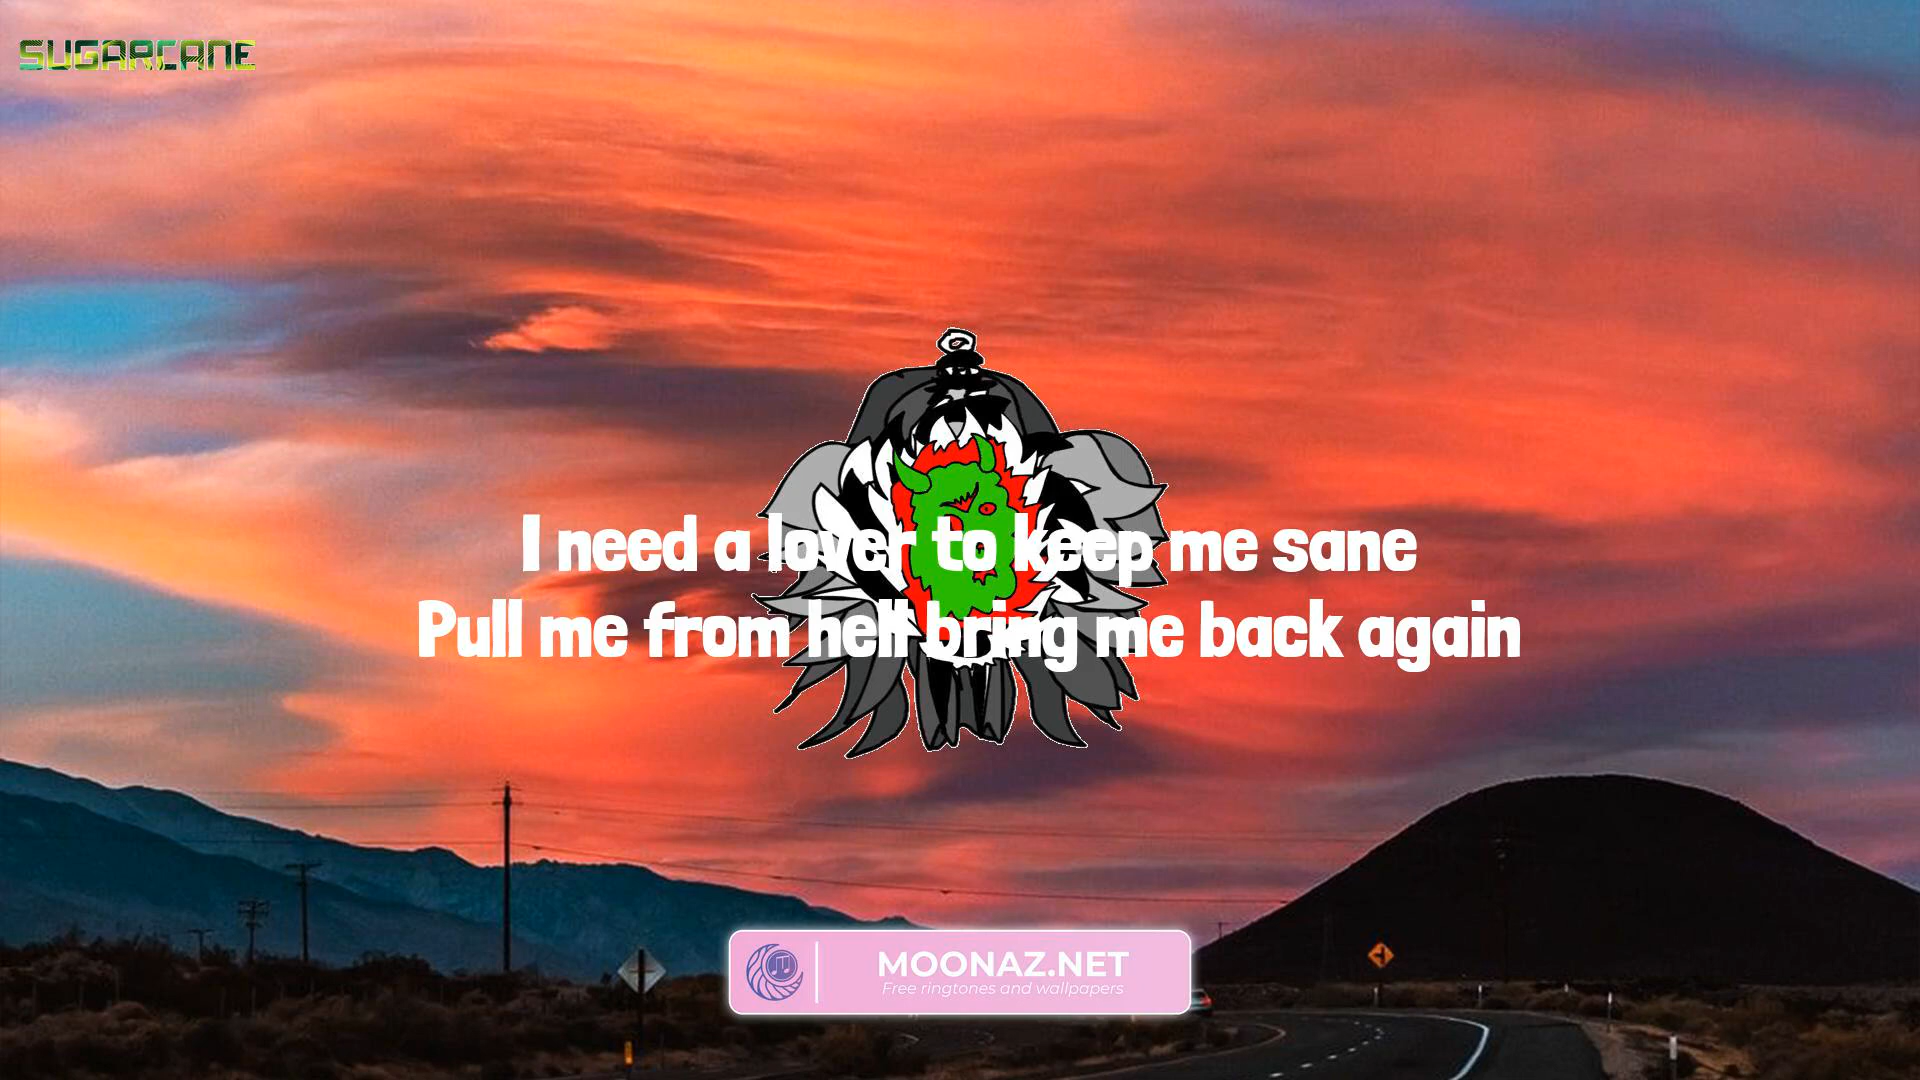 SUGARCANE
I need a lover to keep me sane
Pull me from hell bring me back again
MOONAZ.NET
Free ringtones and wallpapers